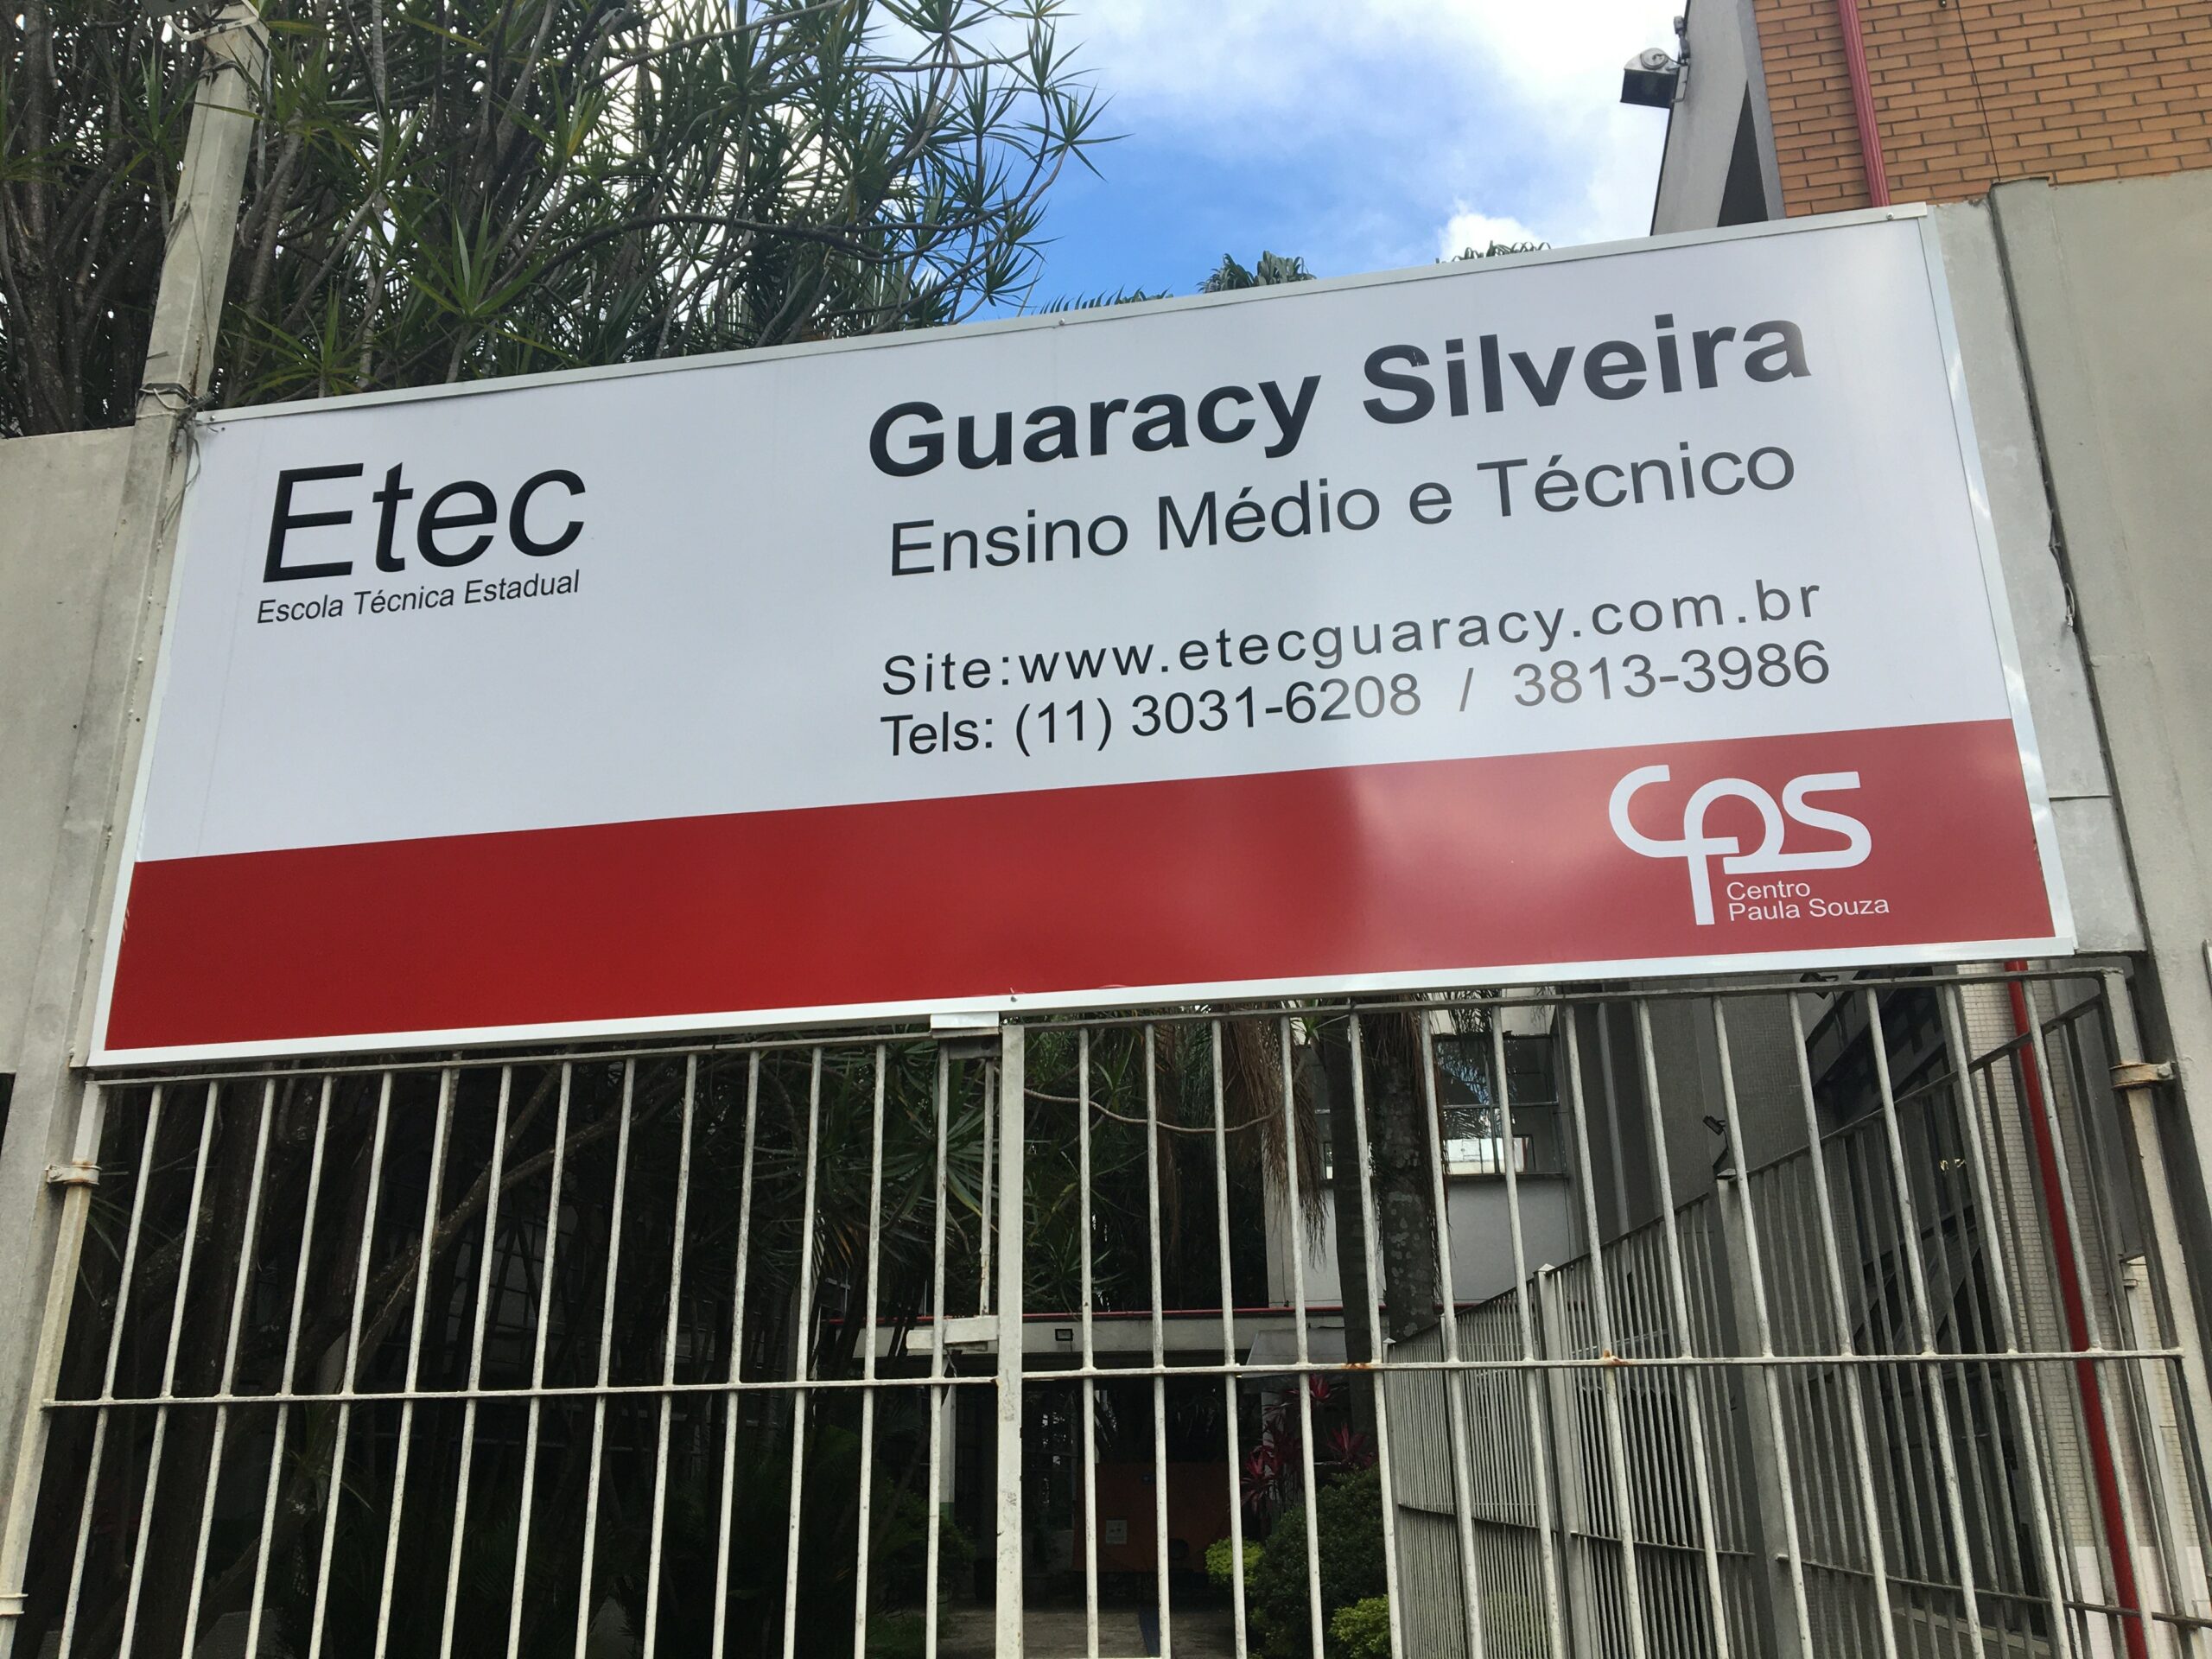 Etec
Escola Técnica Estadual
Guaracy Silveira
Ensino Médio e Técnico
Site:www.etecguaracy.com.br
Tels: (11) 3031-6208 / 3813-3986
cps
Centro
Paula Souza